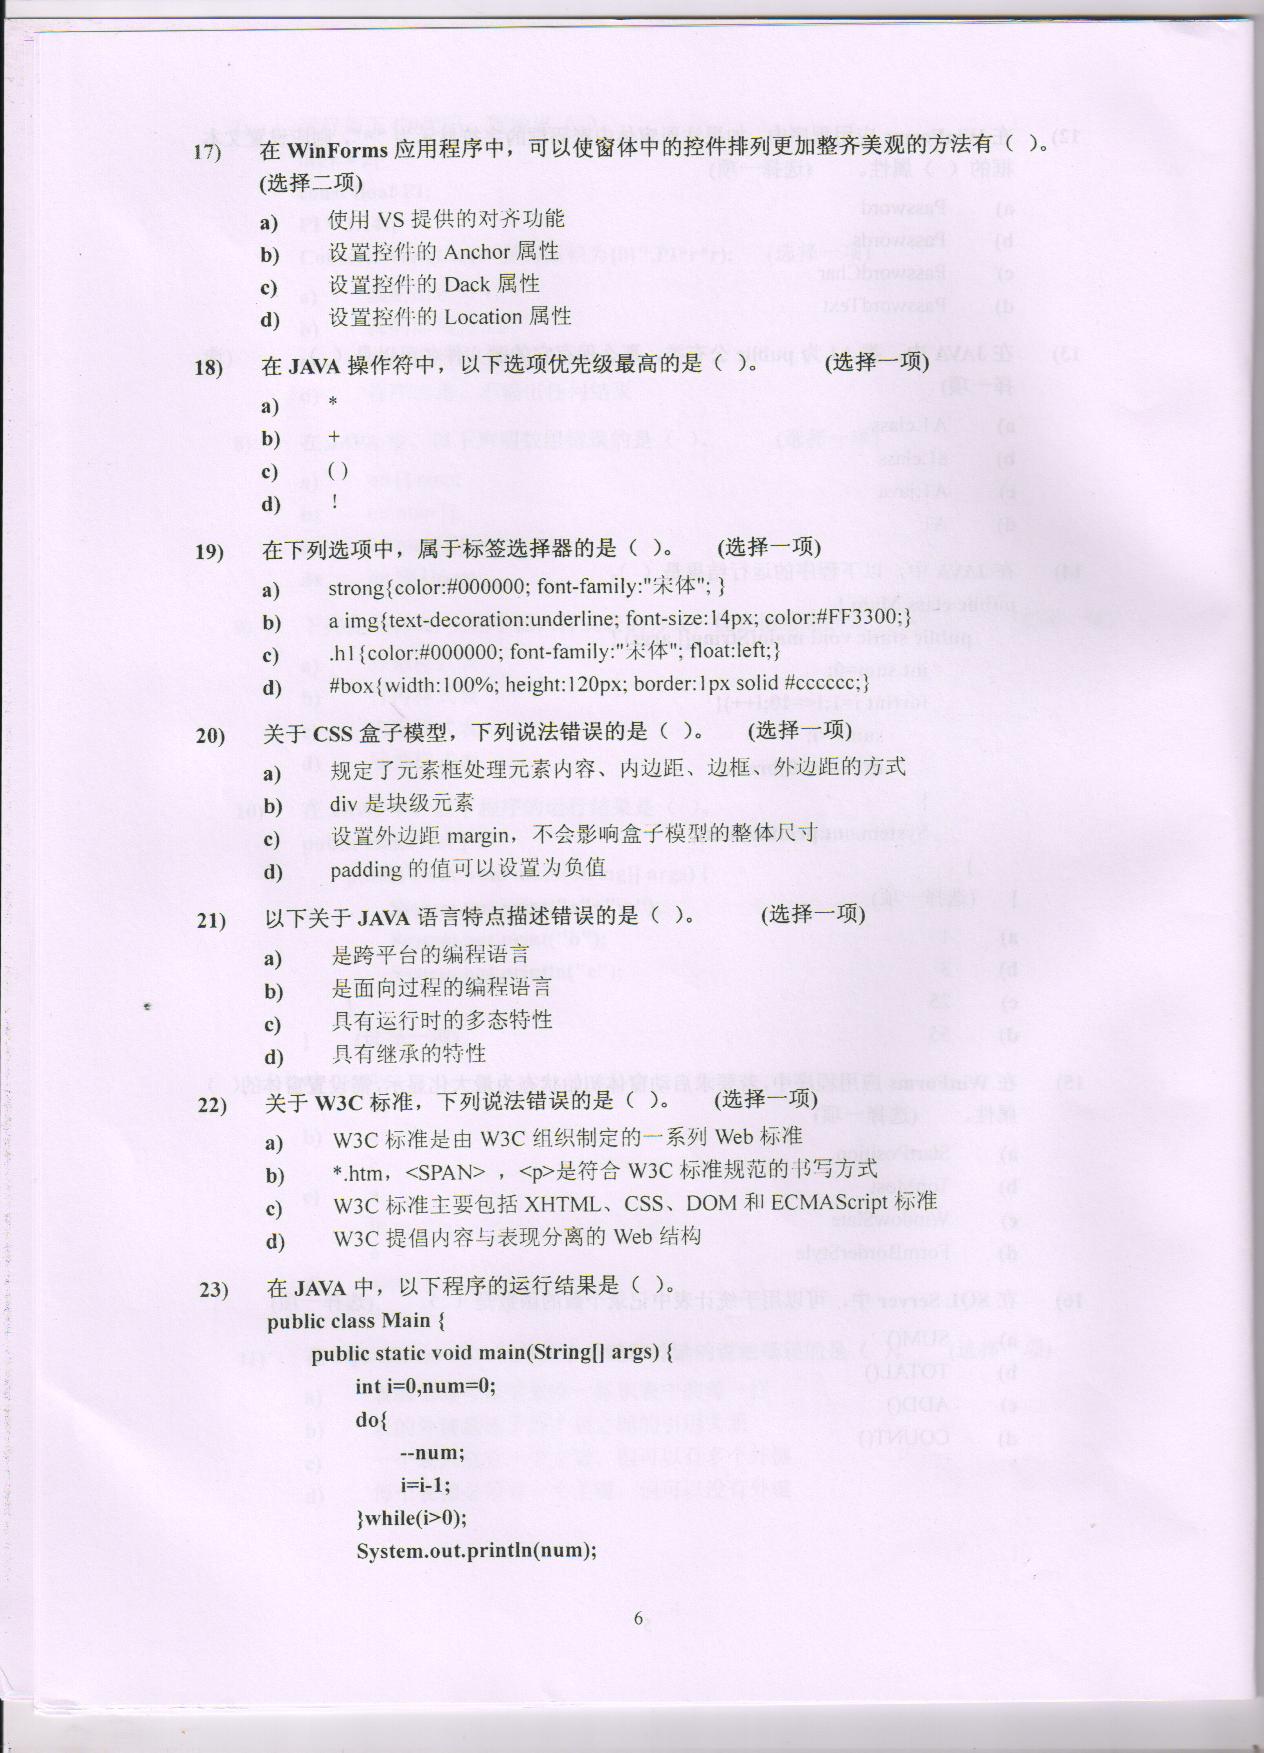 17) 在 WinForms 应用程序中，可以使窗体中的控件排列更加整齐美观的方法有（ ）。
(选择二项)
a) 使用 VS 提供的对齐功能
b) 设置控件的 Anchor 属性
c) 设置控件的 Dack 属性
d) 设置控件的 Location 属性
18) 在 JAVA 操作符中，以下选项优先级最高的是（ ）。 (选择一项)
a) *
b) +
c) ( )
d) !
19) 在下列选项中，属于标签选择器的是（ ）。 (选择一项)
a) strong{color:#000000; font-family:"宋体"; }
b) a img{text-decoration:underline; font-size:14px; color:#FF3300;}
c) .h1{color:#000000; font-family:"宋体"; float:left;}
d) #box{width:100%; height:120px; border:1px solid #cccccc;}
20) 关于 CSS 盒子模型，下列说法错误的是（ ）。 (选择一项)
a) 规定了元素框处理元素内容、内边距、边框、外边距的方式
b) div 是块级元素
c) 设置外边距 margin，不会影响盒子模型的整体尺寸
d) padding 的值可以设置为负值
21) 以下关于 JAVA 语言特点描述错误的是（ ）。 (选择一项)
a) 是跨平台的编程语言
b) 是面向过程的编程语言
c) 具有运行时的多态特性
d) 具有继承的特性
22) 关于 W3C 标准，下列说法错误的是（ ）。 (选择一项)
a) W3C 标准是由 W3C 组织制定的一系列 Web 标准
b) *.htm，<SPAN> ，<p>是符合 W3C 标准规范的书写方式
c) W3C 标准主要包括 XHTML、CSS、DOM 和 ECMAScript 标准
d) W3C 提倡内容与表现分离的 Web 结构
23) 在 JAVA 中，以下程序的运行结果是（ ）。
public class Main {
public static void main(String[] args) {
int i=0,num=0;
do{
--num;
i=i-1;
}while(i>0);
System.out.println(num);
6